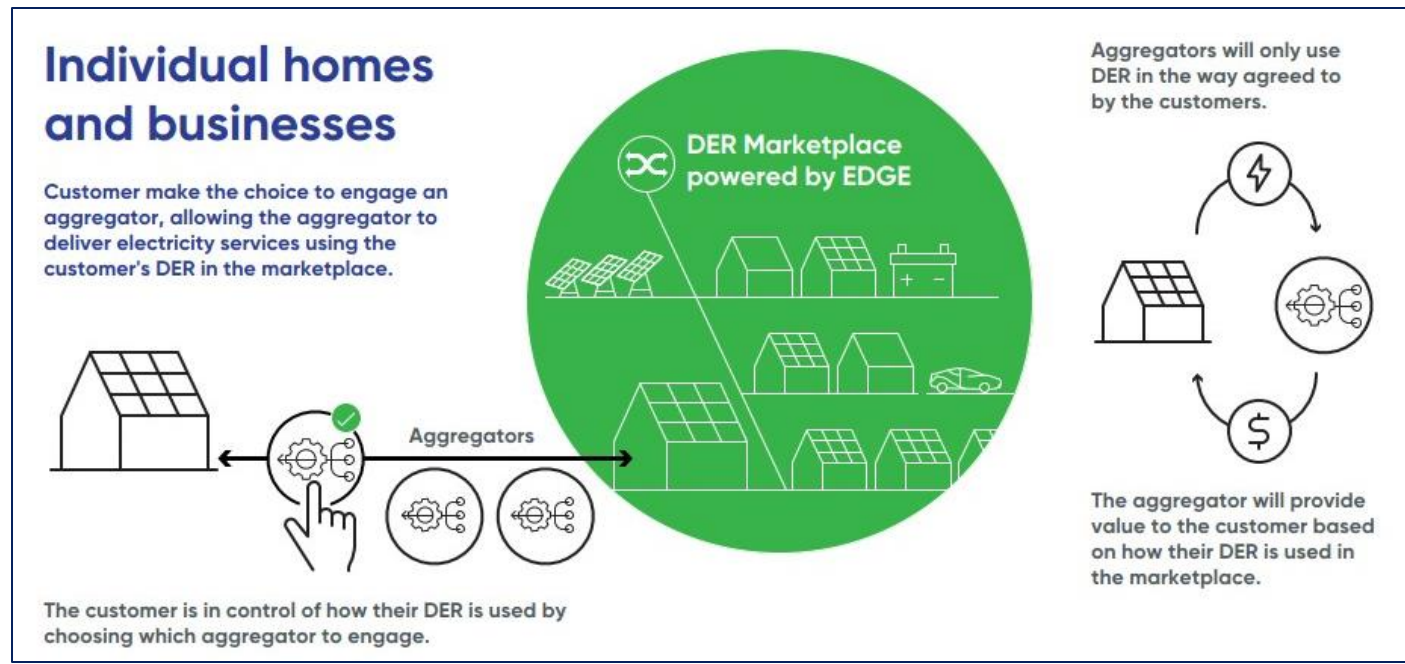 Individual homes
and businesses
Customer make the choice to engage an
aggregator, allowing the aggregator to
deliver electricity services using the
customer's DER in the marketplace.
Aggregators
The customer is in control of how their DER is used by
choosing which aggregator to engage.
DER Marketplace
powered by EDGE
Aggregators will only use
DER in the way agreed to
by the customers.
$
The aggregator will provide
value to the customer based
on how their DER is used in
the marketplace.